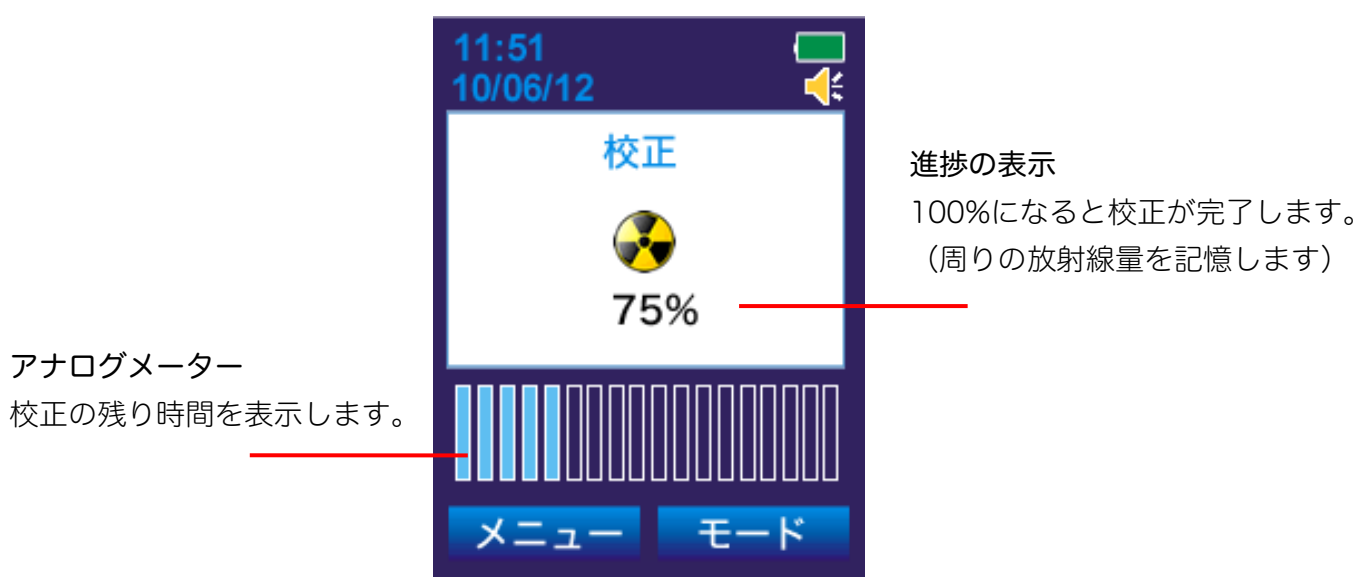 11:51
10/06/12
校正
75%
メニュー
モード
進捗の表示
100%になると校正が完了します。
（周りの放射線量を記憶します）
アナログメーター
校正の残り時間を表示します。